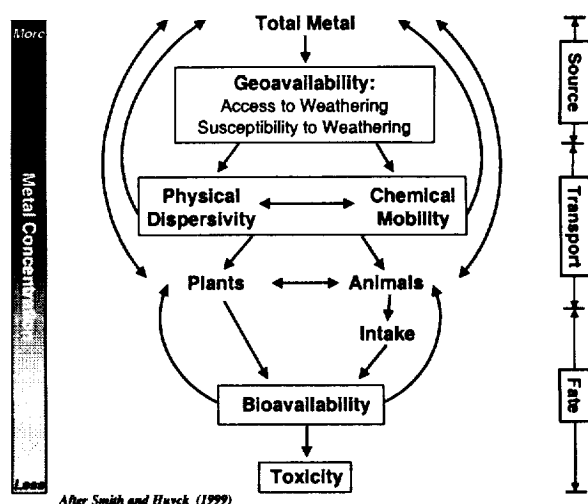 More
Total Metal
Geoavailability:
Access to Weathering
Susceptibility to Weathering
Physical
Dispersivity
Chemical
Mobility
Plants
Animals
Intake
Bioavailability
Toxicity
Metal Concentration
Less
Source
Transport
Fate
After Smith and Huyck (1999)